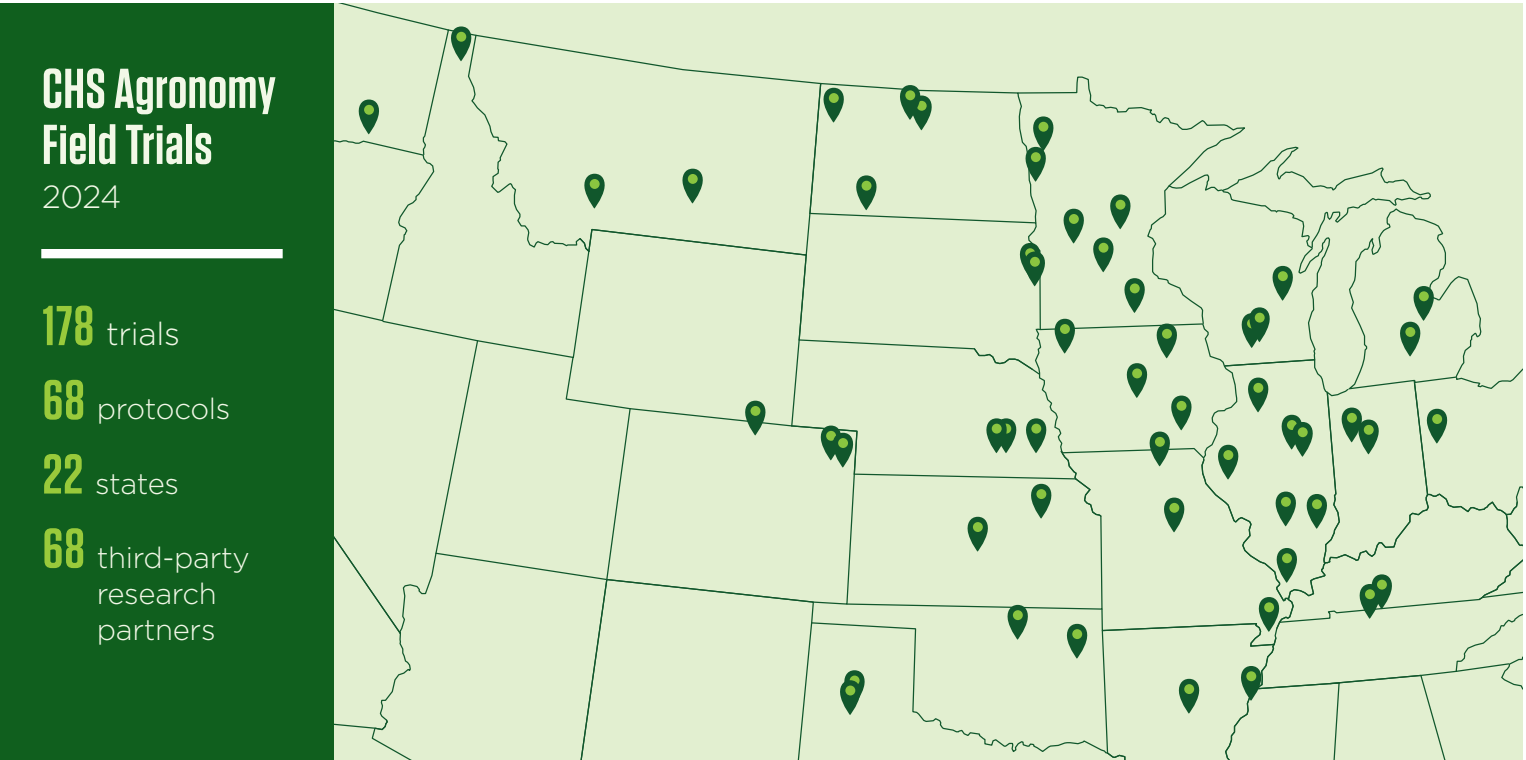 CHS Agronomy
Field Trials
2024
178 trials
68 protocols
22 states
68 third-party
research
partners